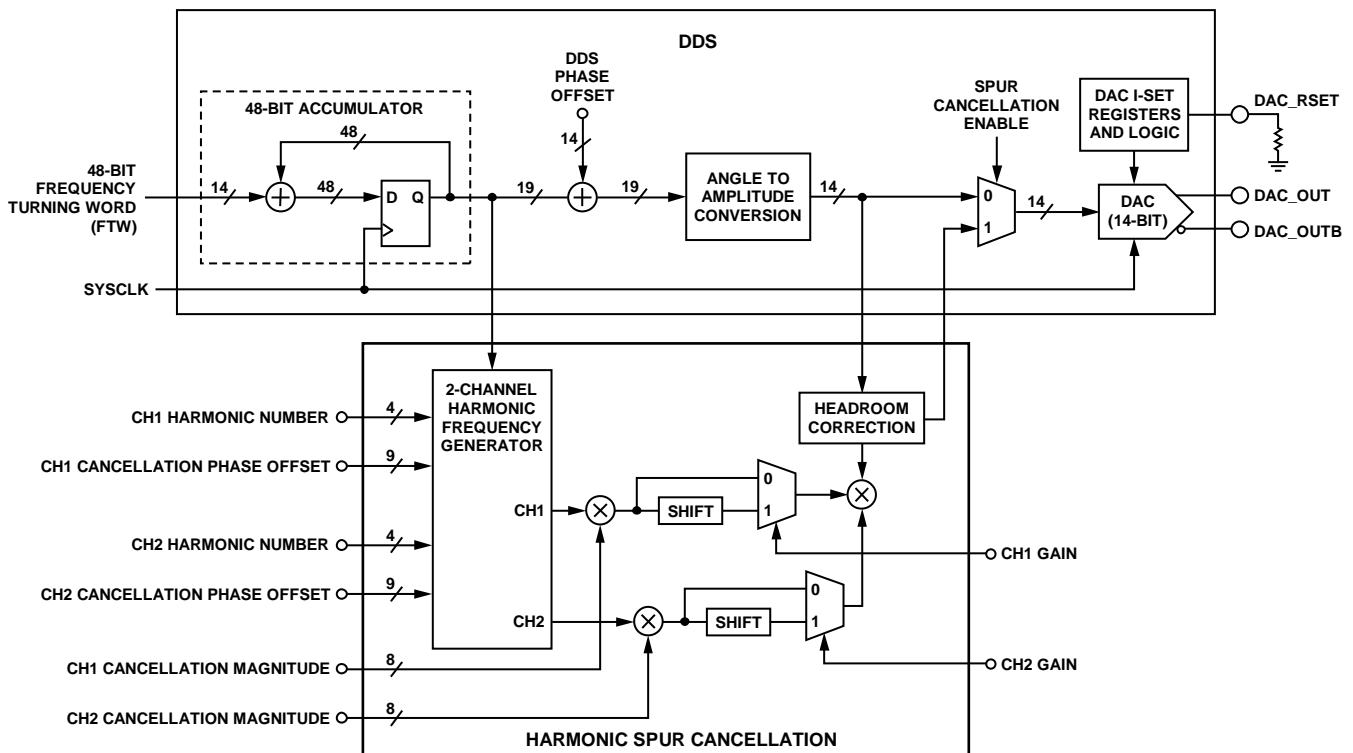 DDS
DDS
PHASE
OFFSET
48-BIT ACCUMULATOR
SPUR
CANCELLATION
ENABLE
DAC I-SET
REGISTERS
AND LOGIC
DAC_RSET
48-BIT
FREQUENCY
TURNING WORD
(FTW)
14
48
48
D Q
19
14
19
ANGLE TO
AMPLITUDE
CONVERSION
14
0
1
14
DAC
(14-BIT)
DAC_OUT
DAC_OUTB
SYSCLK
2-CHANNEL
HARMONIC
FREQUENCY
GENERATOR
HEADROOM
CORRECTION
CH1 HARMONIC NUMBER
4
CH1 CANCELLATION PHASE OFFSET
9
CH1
SHIFT
0
1
CH2 HARMONIC NUMBER
4
CH1 GAIN
CH2 CANCELLATION PHASE OFFSET
9
CH2
SHIFT
0
1
CH1 CANCELLATION MAGNITUDE
8
CH2 GAIN
CH2 CANCELLATION MAGNITUDE
8
HARMONIC SPUR CANCELLATION